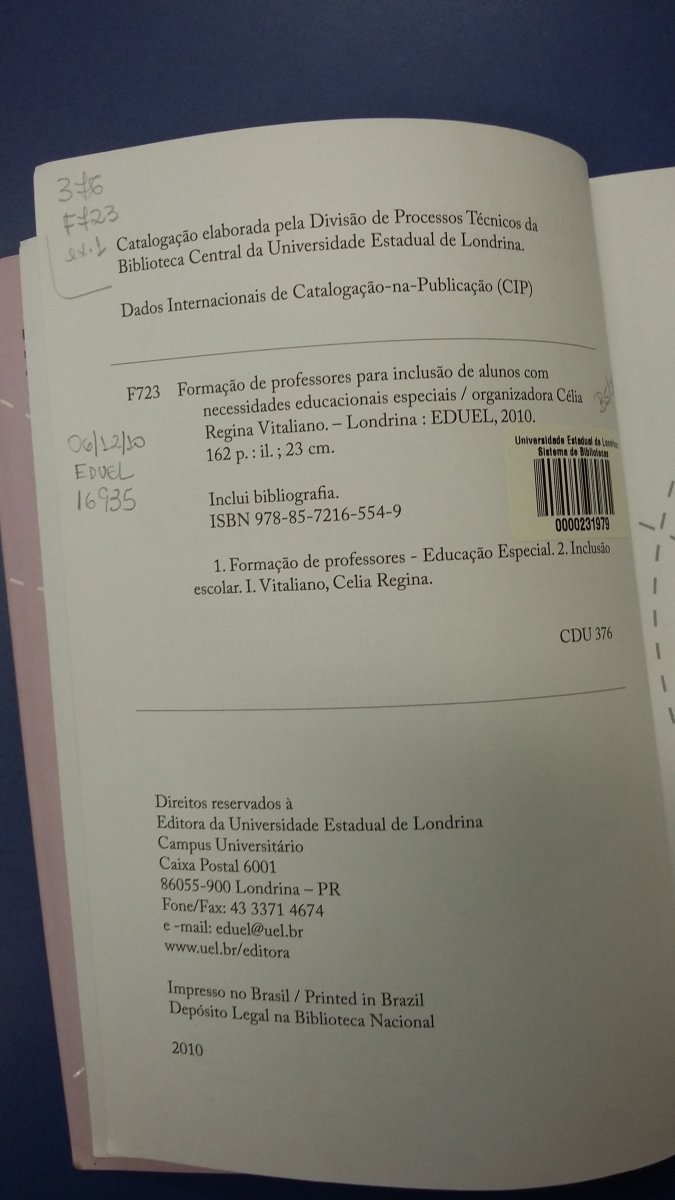 376
F723
ex.1
Catalogação elaborada pela Divisão de Processos Técnicos da
Biblioteca Central da Universidade Estadual de Londrina.
Dados Internacionais de Catalogação-na-Publicação (CIP)
F723 Formação de professores para inclusão de alunos com
necessidades educacionais especiais / organizadora Célia
Regina Vitaliano. – Londrina : EDUEL, 2010.
162 p. : il. ; 23 cm.
06/12/10
EDUEL
16935
Universidade Estadual de Londrina
Sistema de Bibliotecas
0000231979
Inclui bibliografia.
ISBN 978-85-7216-554-9
1. Formação de professores - Educação Especial. 2. Inclusão
escolar. I. Vitaliano, Celia Regina.
CDU 376
Direitos reservados à
Editora da Universidade Estadual de Londrina
Campus Universitário
Caixa Postal 6001
86055-900 Londrina – PR
Fone/Fax: 43 3371 4674
e -mail: eduel@uel.br
www.uel.br/editora
Impresso no Brasil / Printed in Brazil
Depósito Legal na Biblioteca Nacional
2010